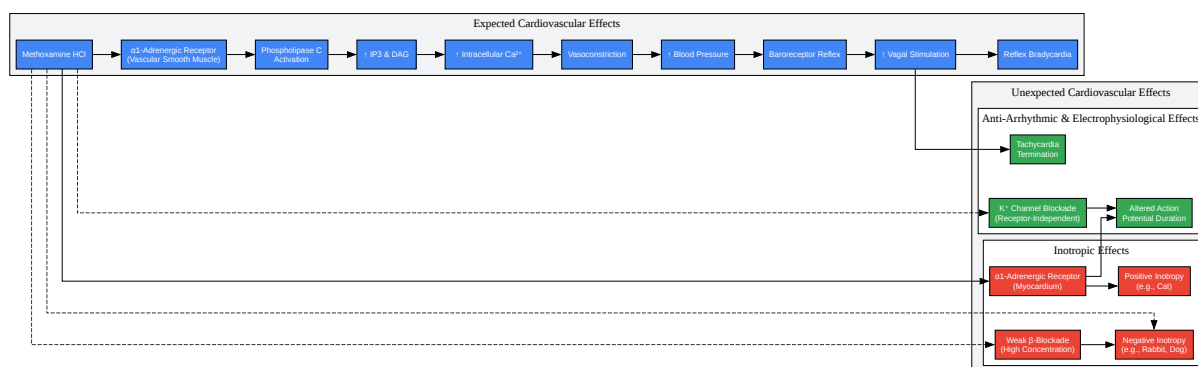 Expected Cardiovascular Effects
Methoxamine HCl
α1-Adrenergic Receptor
(Vascular Smooth Muscle)
Phospholipase C
Activation
↑ IP3 & DAG
↑ Intracellular Ca²⁺
Vasoconstriction
↑ Blood Pressure
Baroreceptor Reflex
↑ Vagal Stimulation
Reflex Bradycardia
Unexpected Cardiovascular Effects
Anti-Arrhythmic & Electrophysiological Effects
Tachycardia
Termination
K⁺ Channel Blockade
(Receptor-Independent)
Altered Action
Potential Duration
Inotropic Effects
α1-Adrenergic Receptor
(Myocardium)
Positive Inotropy
(e.g., Cat)
Weak β-Blockade
(High Concentration)
Negative Inotropy
(e.g., Rabbit, Dog)